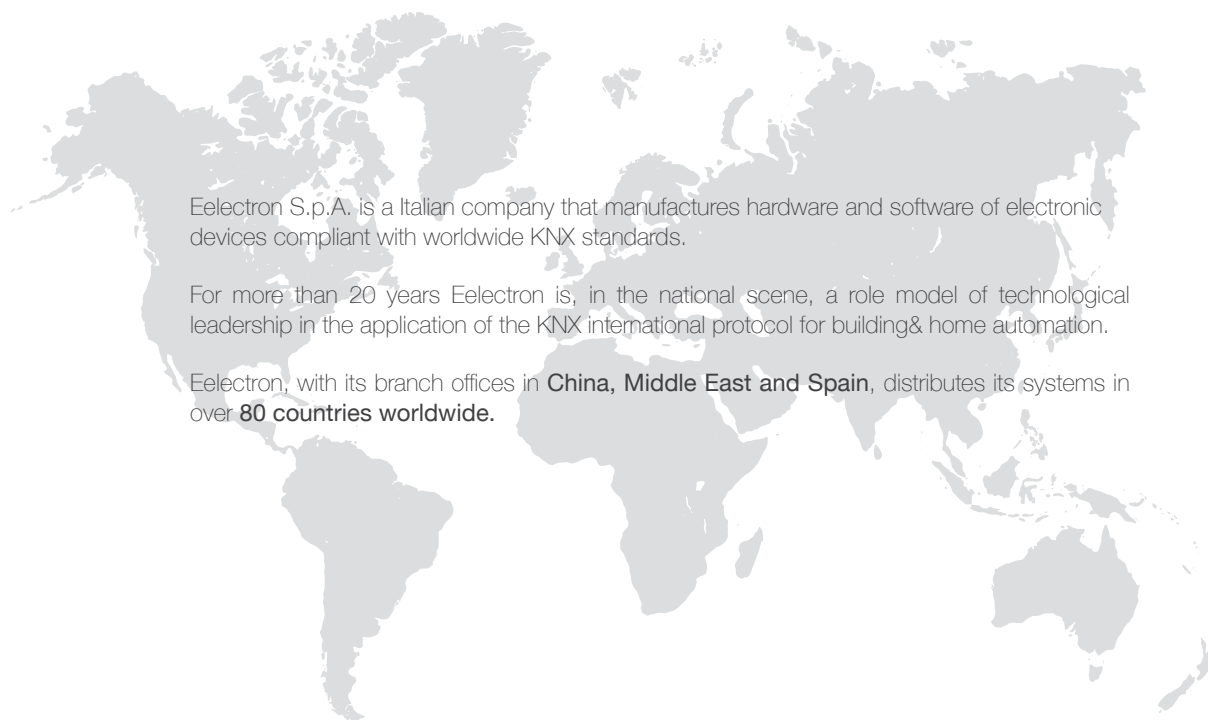 Eelectron S.p.A. is a Italian company that manufactures hardware and software of electronic
devices compliant with worldwide KNX standards.
For more than 20 years Eelectron is, in the national scene, a role model of technological
leadership in the application of the KNX international protocol for building& home automation.
Eelectron, with its branch offices in China, Middle East and Spain, distributes its systems in
over 80 countries worldwide.